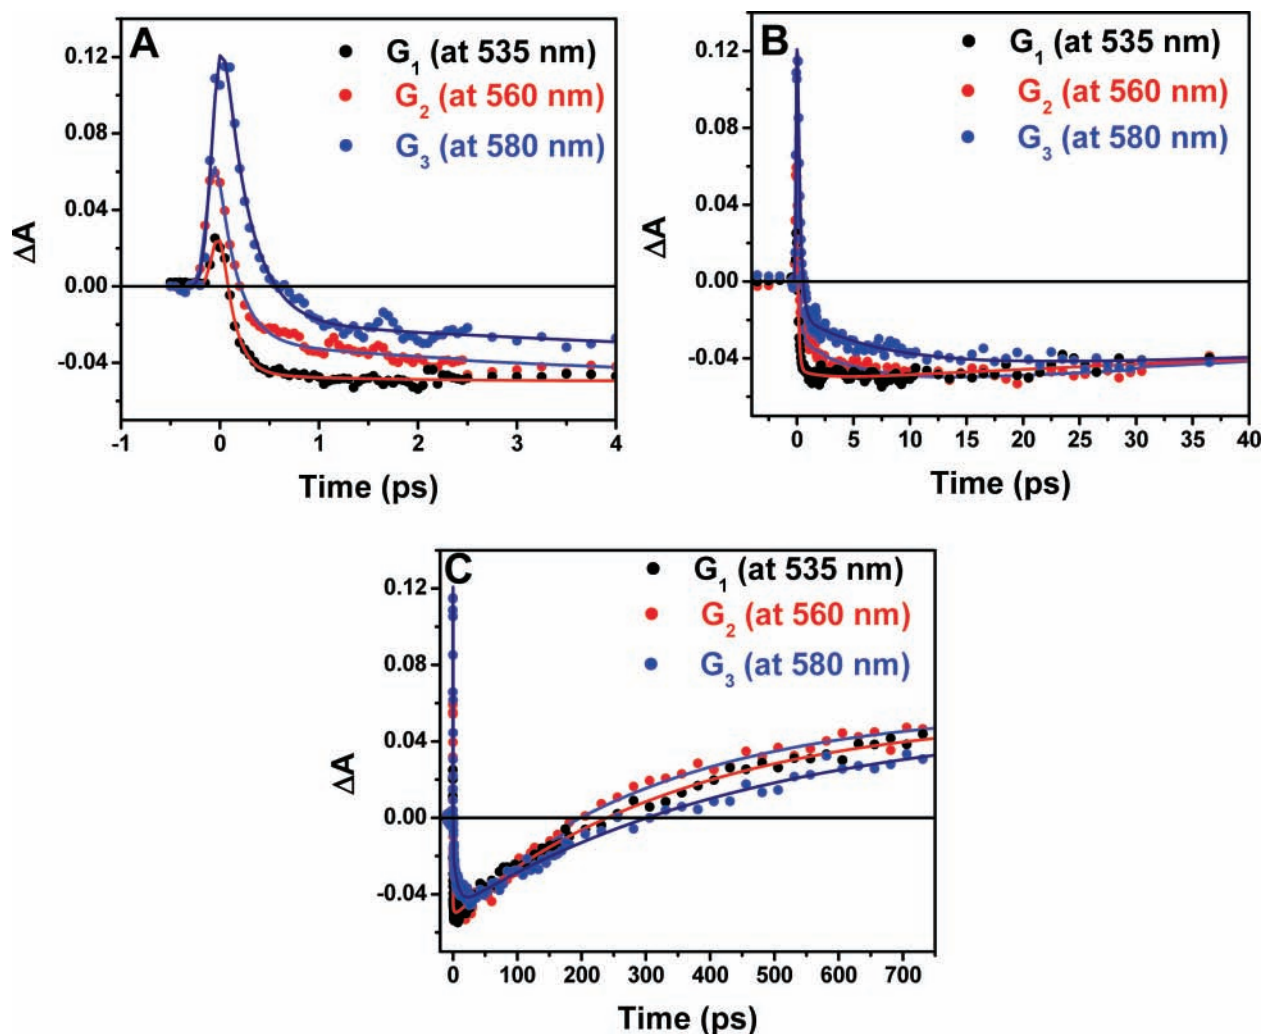 A
G1 (at 535 nm)
G2 (at 560 nm)
G3 (at 580 nm)
0.12
0.08
0.04
0.00
-0.04
ΔA
-1 0 1 2 3 4
Time (ps)
B
G1 (at 535 nm)
G2 (at 560 nm)
G3 (at 580 nm)
0.12
0.08
0.04
0.00
-0.04
ΔA
0 5 10 15 20 25 30 35 40
Time (ps)
C
G1 (at 535 nm)
G2 (at 560 nm)
G3 (at 580 nm)
0.12
0.08
0.04
0.00
-0.04
ΔA
0 100 200 300 400 500 600 700
Time (ps)